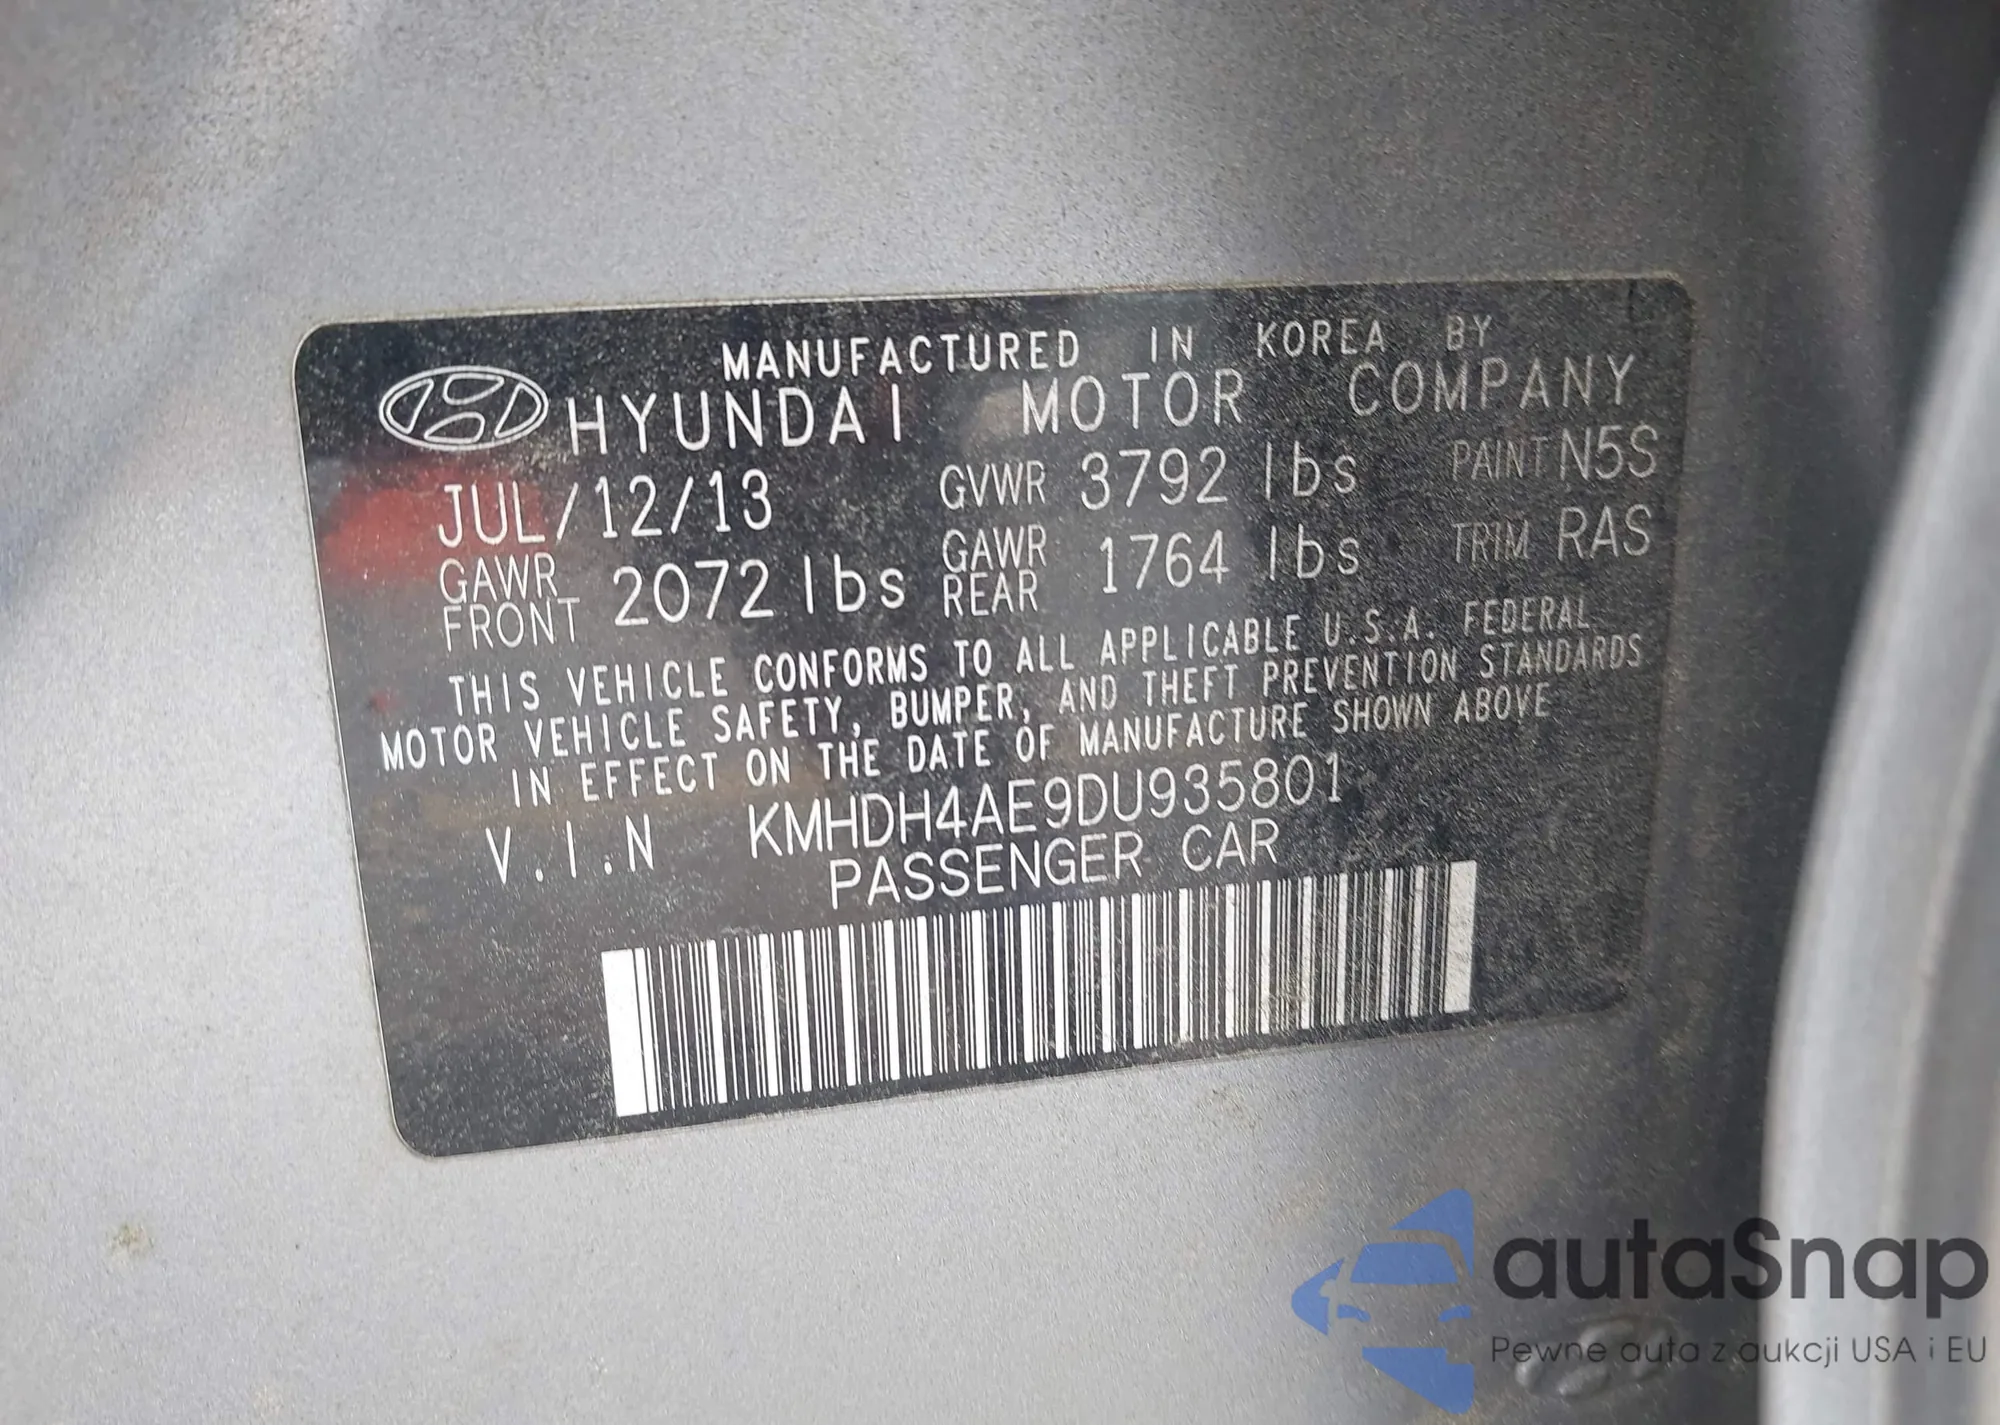 MANUFACTURED IN KOREA BY
HYUNDAI MOTOR COMPANY
JUL/12/13 GVWR 3792 lbs PAINT N5S
GAWR FRONT 2072 lbs GAWR REAR 1764 lbs TRIM RAS
THIS VEHICLE CONFORMS TO ALL APPLICABLE U.S.A. FEDERAL
MOTOR VEHICLE SAFETY, BUMPER, AND THEFT PREVENTION STANDARDS
IN EFFECT ON THE DATE OF MANUFACTURE SHOWN ABOVE
V.I.N KMHDH4AE9DU935801
PASSENGER CAR
autaSnap
Pewne auta z aukcji USA i EU